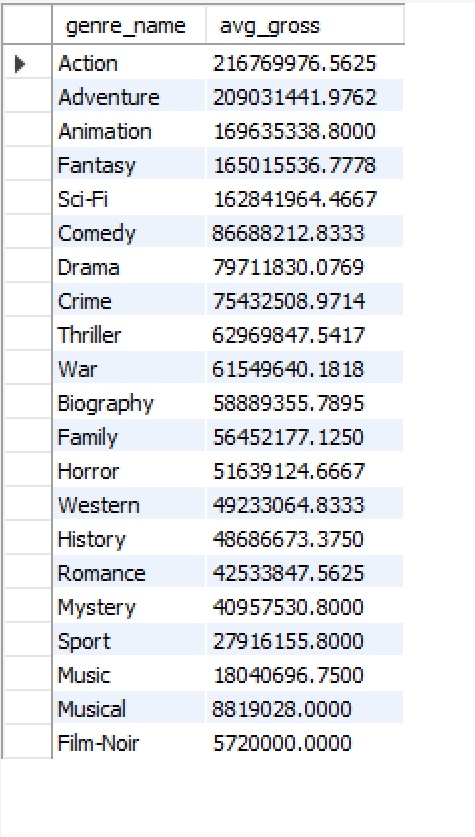 genre_name avg_gross
Action 216769976.5625
Adventure 209031441.9762
Animation 169635338.8000
Fantasy 165015536.7778
Sci-Fi 162841964.4667
Comedy 86688212.8333
Drama 79711830.0769
Crime 75432508.9714
Thriller 62969847.5417
War 61549640.1818
Biography 58889355.7895
Family 56452177.1250
Horror 51639124.6667
Western 49233064.8333
History 48686673.3750
Romance 42533847.5625
Mystery 40957530.8000
Sport 27916155.8000
Music 18040696.7500
Musical 8819028.0000
Film-Noir 5720000.0000